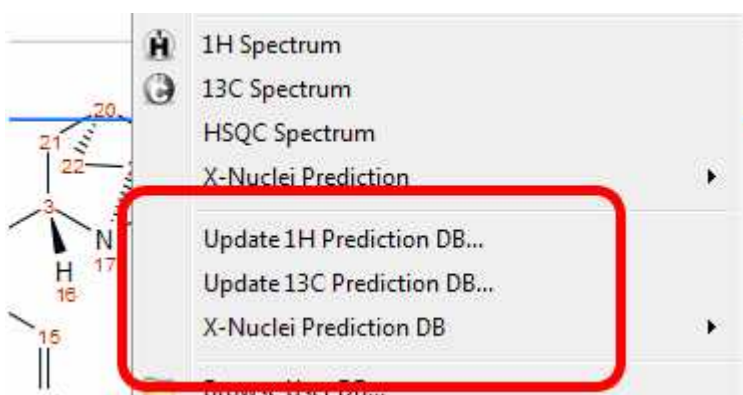 1H Spectrum
13C Spectrum
HSQC Spectrum
X-Nuclei Prediction
Update 1H Prediction DB...
Update 13C Prediction DB...
X-Nuclei Prediction DB
20
21
22
3
N
17
H
16
15